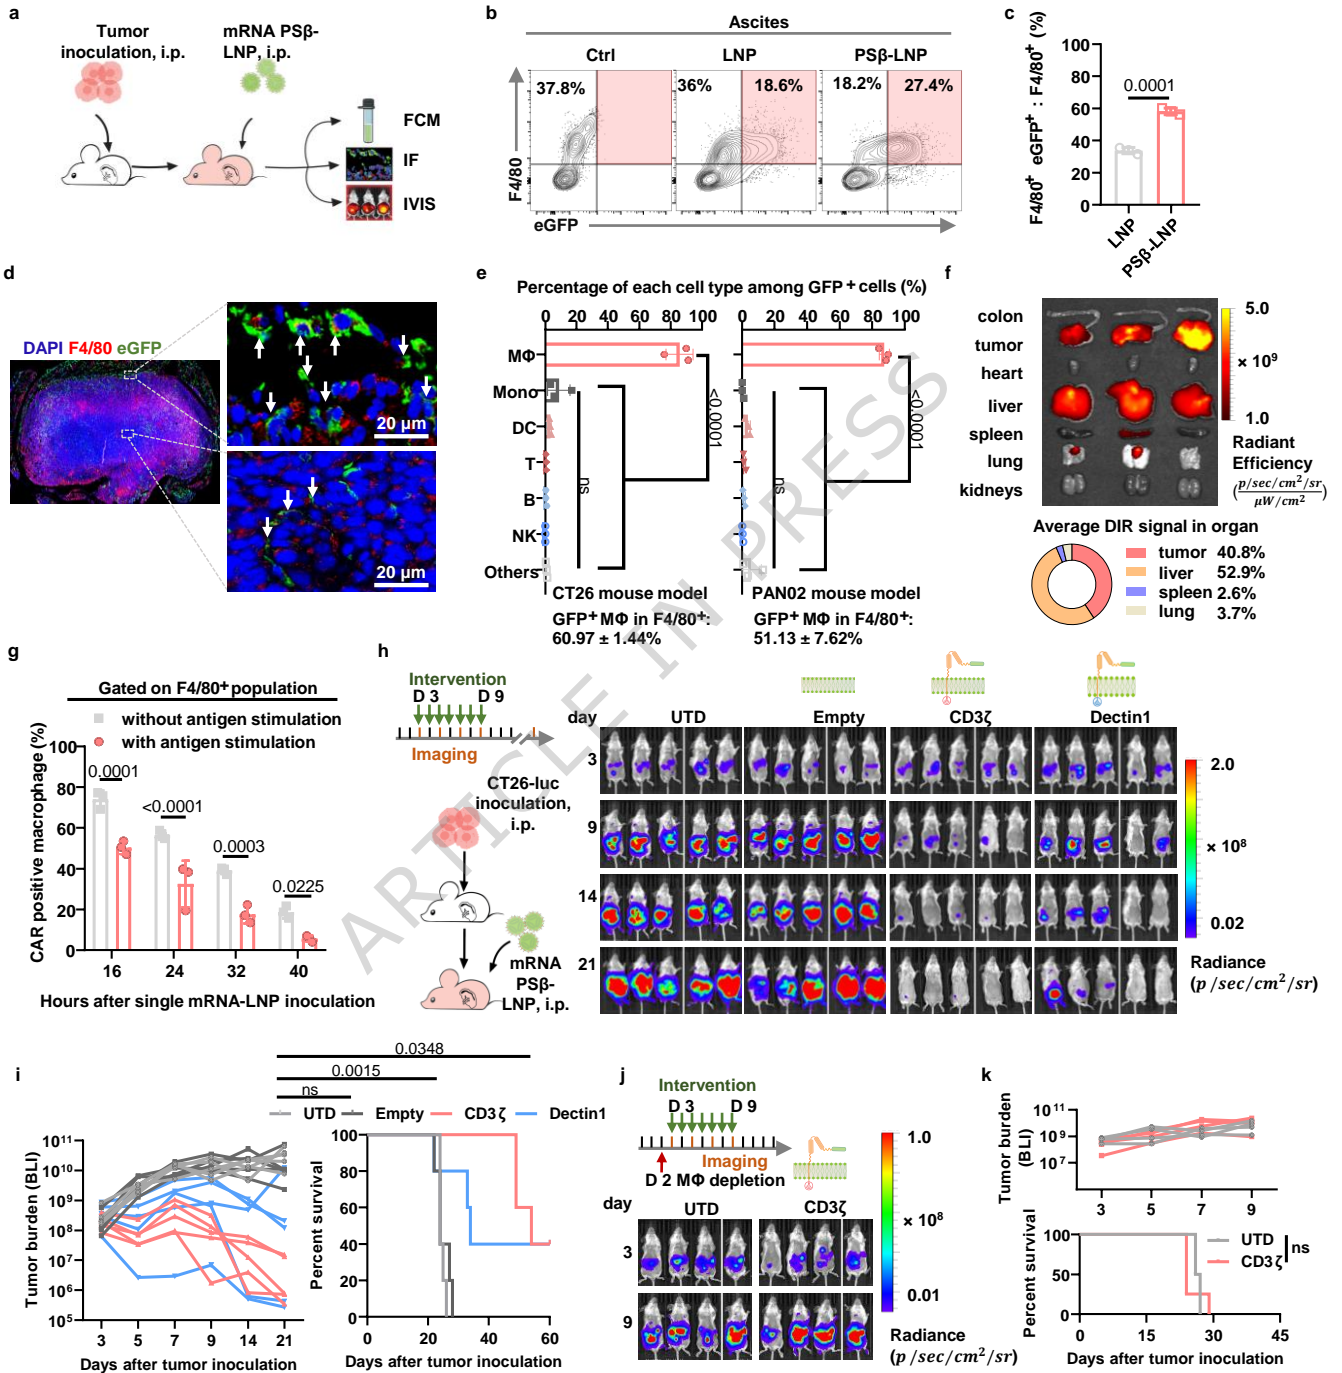 a
Tumor
inoculation, i.p.
mRNA PSβ-
LNP, i.p.
FCM
IF
IVIS
b
Ascites
Ctrl
LNP
PSβ-LNP
37.8%
36%
18.6%
18.2%
27.4%
F4/80
eGFP
c
F4/80+ eGFP+ : F4/80+ (%)
100
80
60
40
20
0
0.0001
LNP
PSβ-LNP
d
DAPI F4/80 eGFP
20 µm
20 µm
e
Percentage of each cell type among GFP + cells (%)
0 20 40 60 80 100
0 20 40 60 80 100
MΦ
Mono
DC
T
B
NK
Others
<0.0001
ns
<0.0001
ns
CT26 mouse model
GFP+ MΦ in F4/80+:
60.97 ± 1.44%
PAN02 mouse model
GFP+ MΦ in F4/80+:
51.13 ± 7.62%
f
colon
tumor
heart
liver
spleen
lung
kidneys
5.0
× 10⁹
1.0
Radiant
Efficiency
(p/sec/cm²/sr / µW/cm²)
Average DIR signal in organ
tumor 40.8%
liver 52.9%
spleen 2.6%
lung 3.7%
g
Gated on F4/80+ population
without antigen stimulation
with antigen stimulation
CAR positive macrophage (%)
100
80
60
40
20
0
0.0001
<0.0001
0.0003
0.0225
16 24 32 40
Hours after single mRNA-LNP inoculation
h
Intervention
D 3 D 9
Imaging
CT26-luc
inoculation,
i.p.
mRNA
PSβ-
LNP, i.p.
day
UTD
Empty
CD3ζ
Dectin1
3
9
14
21
2.0
× 10⁸
0.02
Radiance
(p/sec/cm²/sr)
ARTICLE IN PRESS
i
0.0348
0.0015
ns
UTD Empty CD3ζ Dectin1
Tumor burden (BLI)
10¹¹
10¹⁰
10⁹
10⁸
10⁷
10⁶
10⁵
3 5 7 9 14 21
Days after tumor inoculation
Percent survival
100
80
60
40
20
0
0 20 40 60
Days after tumor inoculation
j
Intervention
D 3 D 9
Imaging
D 2 MΦ depletion
day
UTD
CD3ζ
3
9
1.0
× 10⁸
0.01
Radiance
(p/sec/cm²/sr)
k
Tumor burden
(BLI)
10¹¹
10⁹
10⁷
3 5 7 9
Percent survival
100
50
0
UTD
CD3ζ
ns
0 15 30 45
Days after tumor inoculation